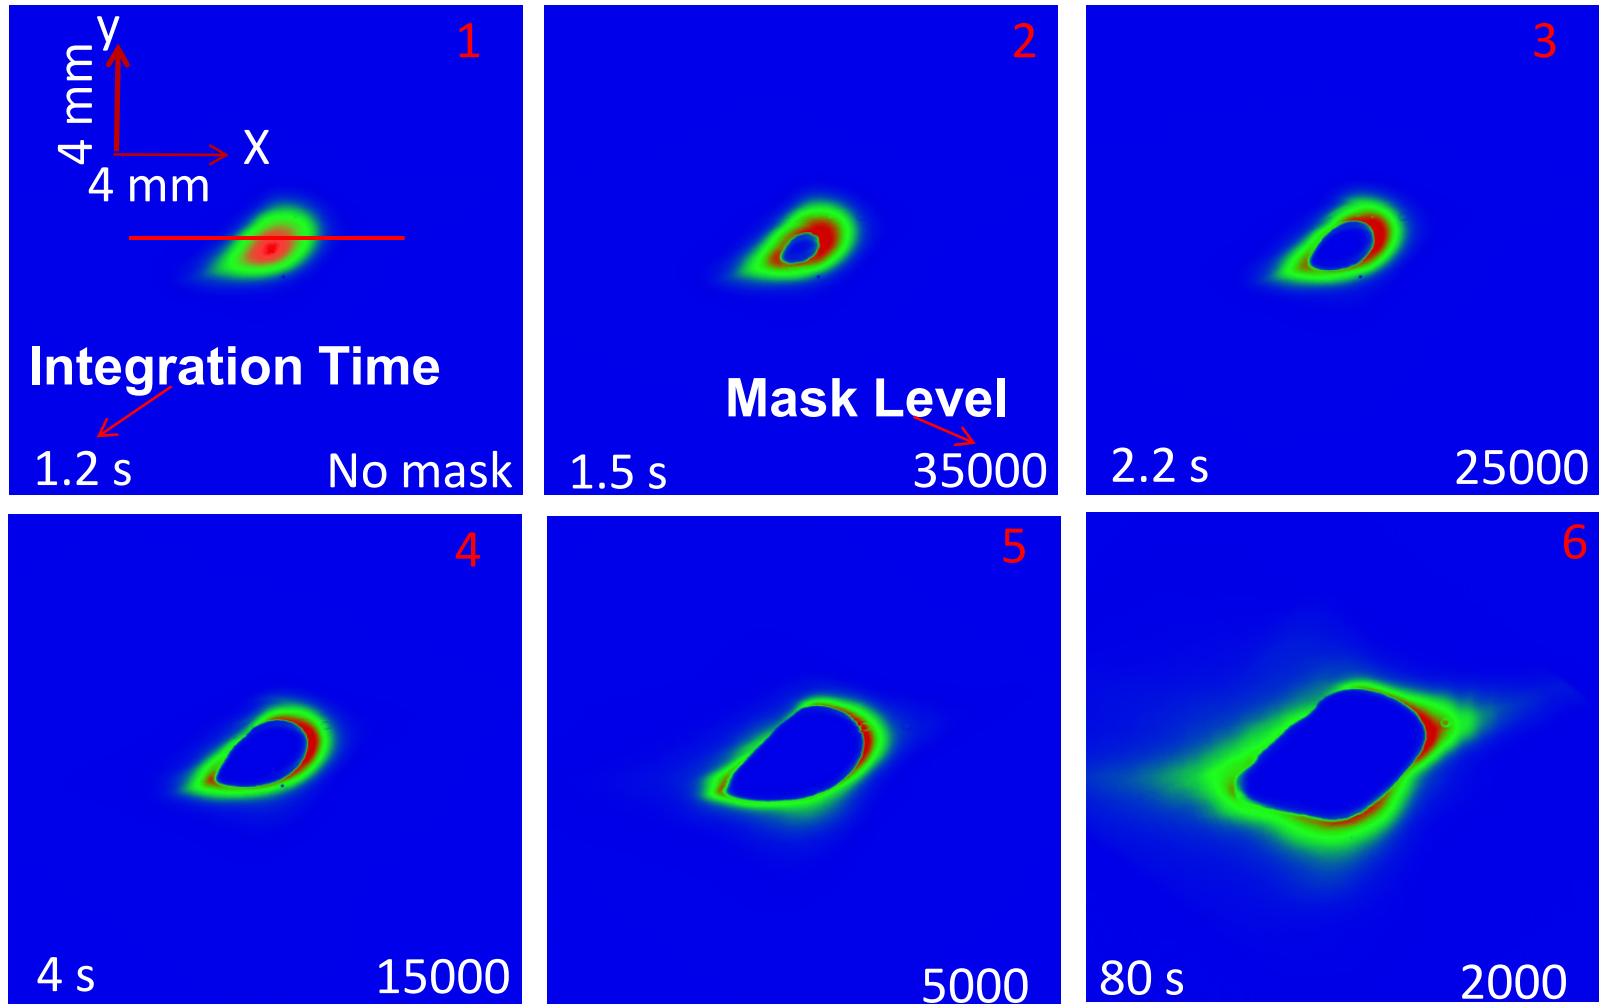 1
y
4 mm
X
4 mm
Integration Time
1.2 s
No mask
2
Mask Level
1.5 s
35000
3
2.2 s
25000
4
4 s
15000
5
5000
6
80 s
2000